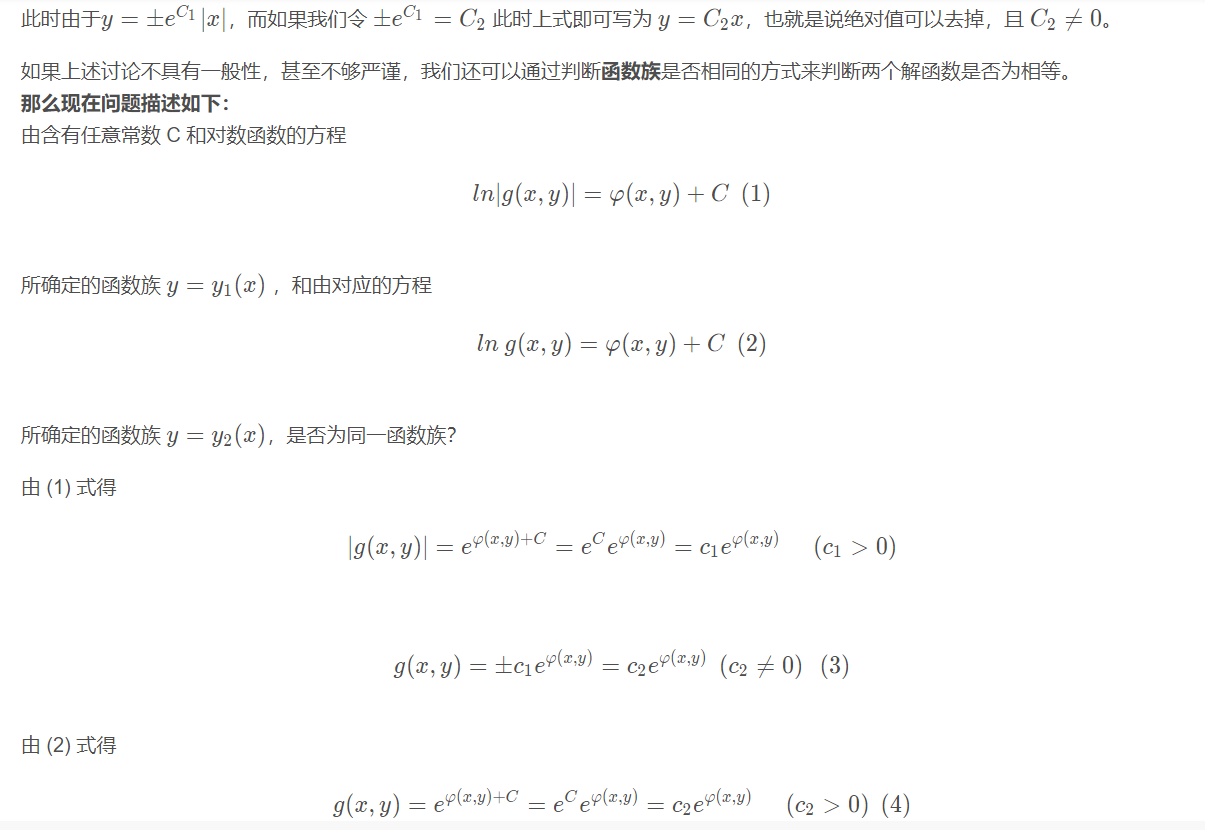 此时由于$y = \pm e^{C_1}|x|$，而如果我们令 $\pm e^{C_1} = C_2$ 此时上式即可写为 $y = C_2x$，也就是说绝对值可以去掉，且 $C_2 \neq 0$。
如果上述讨论不具有一般性，甚至不够严谨，我们还可以通过判断函数族是否相同的方式来判断两个解函数是否为相等。
那么现在问题描述如下：
由含有任意常数 C 和对数函数的方程
$ln|g(x,y)| = \varphi(x,y) + C \ (1)$
所确定的函数族 $y = y_1(x)$ ，和由对应的方程
$ln \ g(x,y) = \varphi(x,y) + C \ (2)$
所确定的函数族 $y = y_2(x)$，是否为同一函数族？
由 (1) 式得
$|g(x,y)| = e^{\varphi(x,y)+C} = e^C e^{\varphi(x,y)} = c_1 e^{\varphi(x,y)} \quad (c_1 > 0)$
$g(x,y) = \pm c_1 e^{\varphi(x,y)} = c_2 e^{\varphi(x,y)} \ (c_2 \neq 0) \ \ (3)$
由 (2) 式得
$g(x,y) = e^{\varphi(x,y)+C} = e^C e^{\varphi(x,y)} = c_2 e^{\varphi(x,y)} \quad (c_2 > 0) \ (4)$